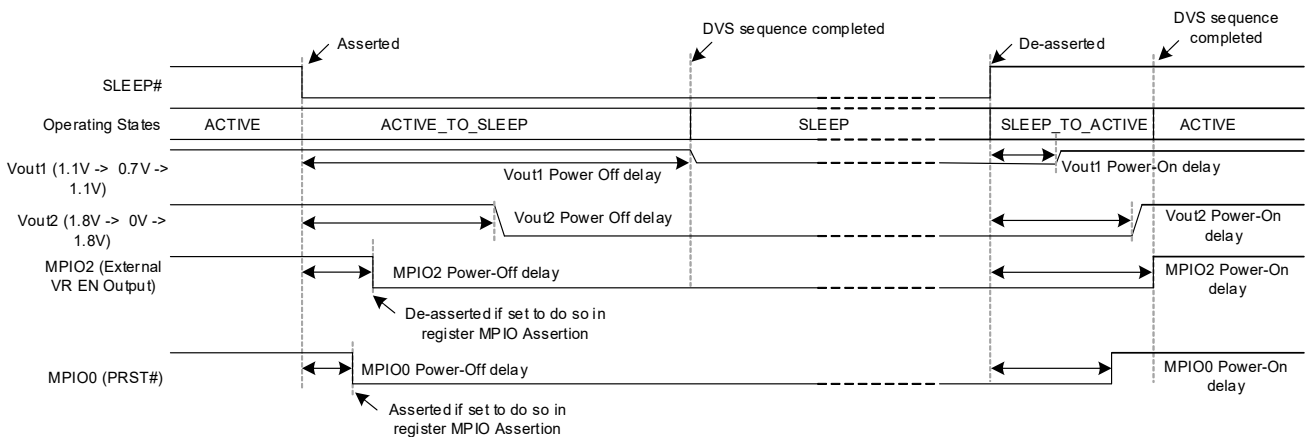 DVS sequence completed
DVS sequence
completed
Asserted
De-asserted
SLEEP#
Operating States
ACTIVE
ACTIVE_TO_SLEEP
SLEEP
SLEEP_TO_ACTIVE
ACTIVE
Vout1 (1.1V -> 0.7V ->
1.1V)
Vout1 Power Off delay
Vout1 Power-On delay
Vout2 (1.8V -> 0V ->
1.8V)
Vout2 Power Off delay
Vout2 Power-On
delay
MPIO2 (External
VR EN Output)
MPIO2 Power-Off delay
MPIO2 Power-On
delay
De-asserted if set to do so in
register MPIO Assertion
MPIO0 (PRST#)
MPIO0 Power-Off delay
MPIO0 Power-On
delay
Asserted if set to do so in
register MPIO Assertion